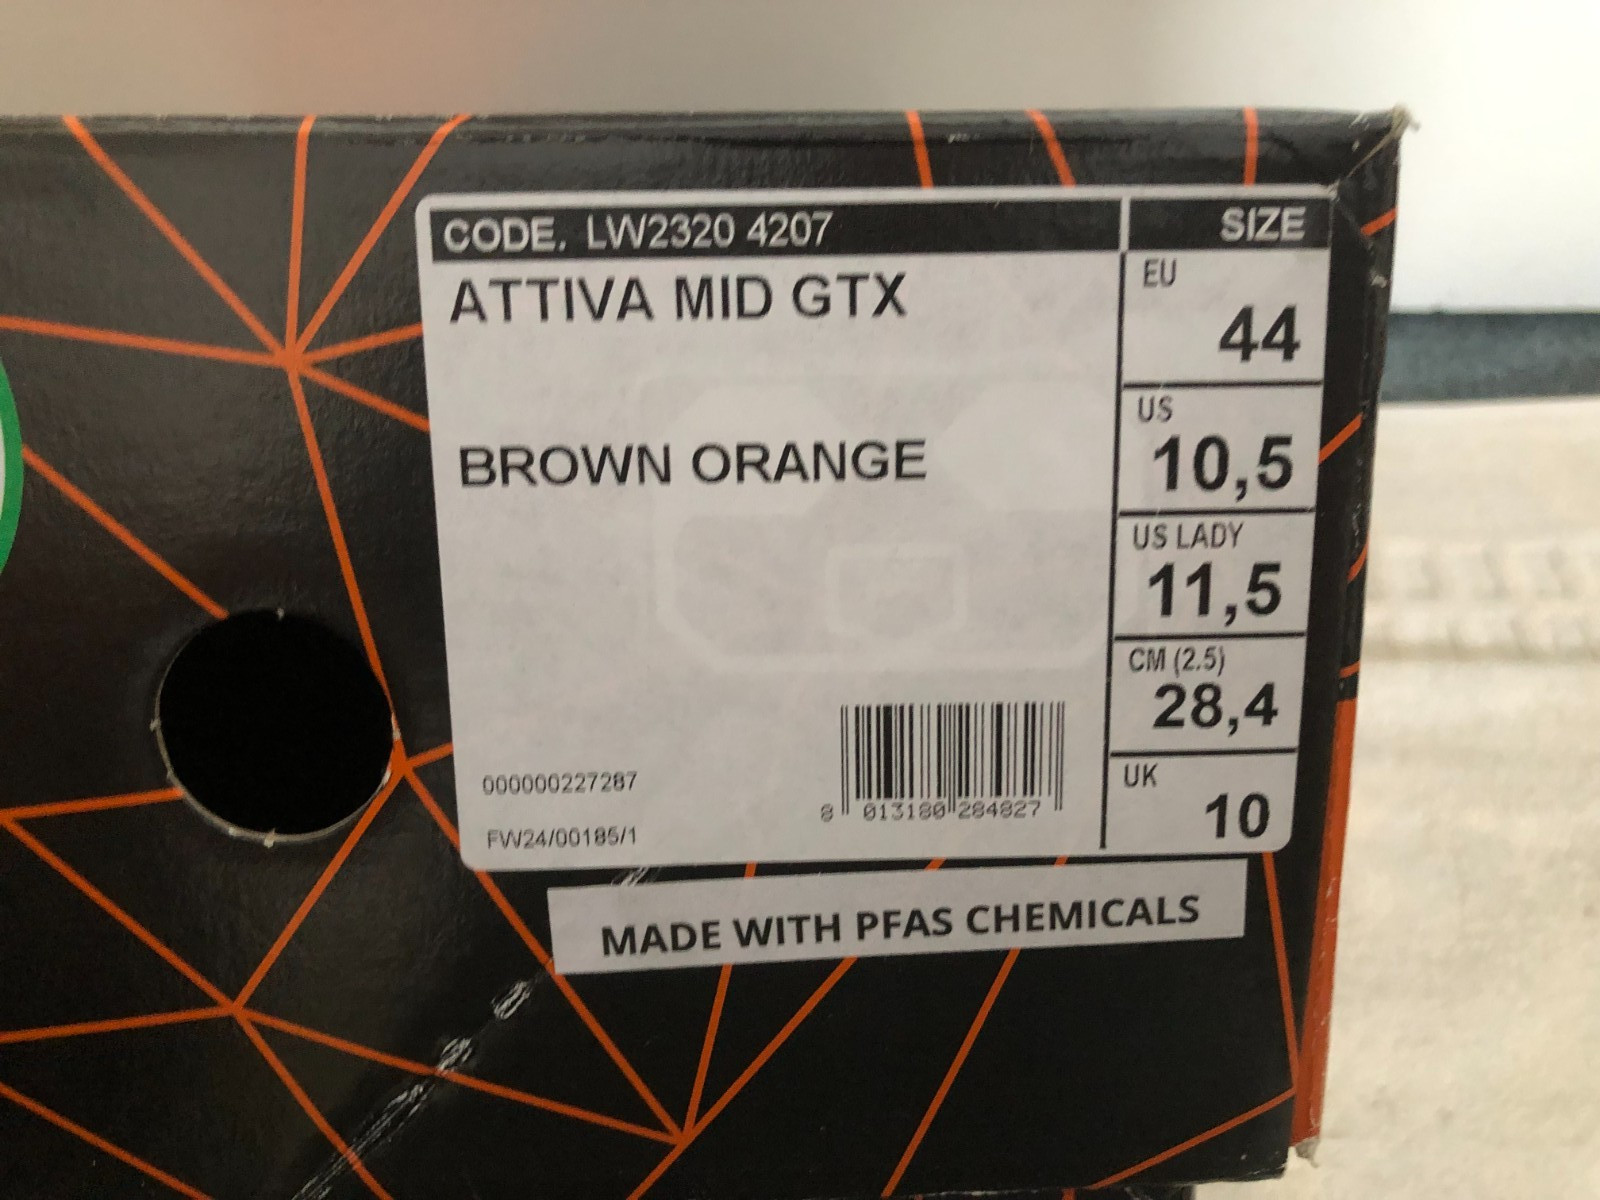 CODE. LW2320 4207
SIZE
ATTIVA MID GTX
BROWN ORANGE
EU
44
US
10,5
US LADY
11,5
CM (2.5)
28,4
UK
10
000000227287
FW24/00185/1
8 013180 284827
MADE WITH PFAS CHEMICALS